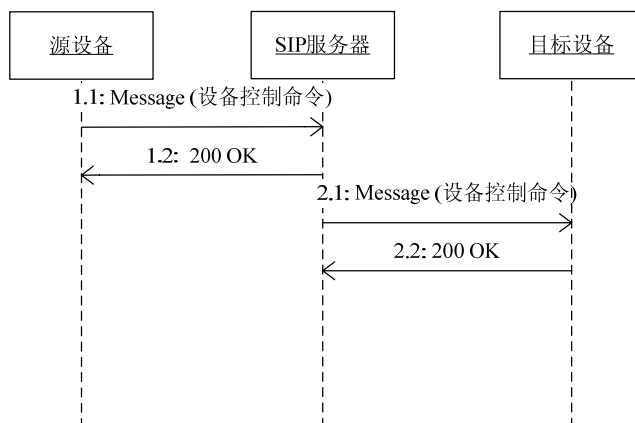 源设备
SIP服务器
目标设备
1.1: Message (设备控制命令)
1.2: 200 OK
2.1: Message (设备控制命令)
2.2: 200 OK